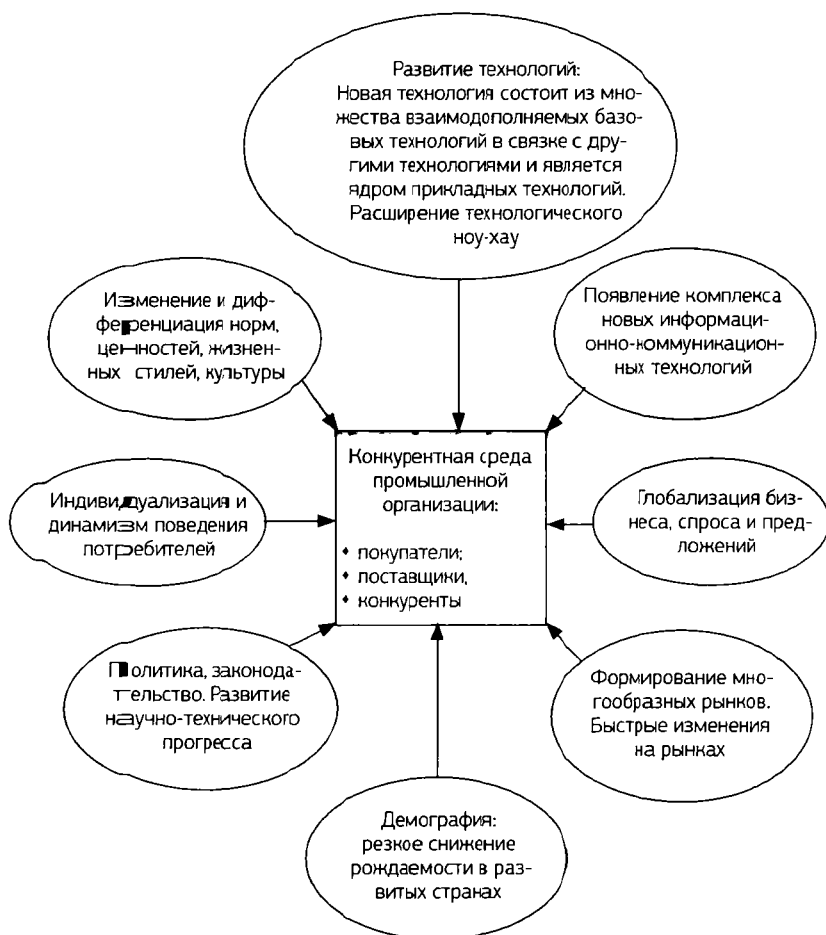 Развитие технологий:
Новая технология состоит из мно-
жества взаимодополняемых базо-
вых технологий в связке с дру-
гими технологиями и является
ядром прикладных технологий.
Расширение технологического
ноу-хау
Изменение и диф-
ференциация норм,
ценностей, жизнен-
ных стилей, культуры
Появление комплекса
новых информаци-
онно-коммуникацион-
ных технологий
Конкурентная среда
промышленной
организации:
♦ покупатели;
♦ поставщики,
♦ конкуренты
Индивидуализация и
динамизм поведения
потребителей
Глобализация биз-
неса, спроса и пред-
ложений
Политика, законода-
тельство. Развитие
научно-технического
прогресса
Формирование мно-
гообразных рынков.
Быстрые изменения
на рынках
Демография:
резкое снижение
рождаемости в раз-
витых странах